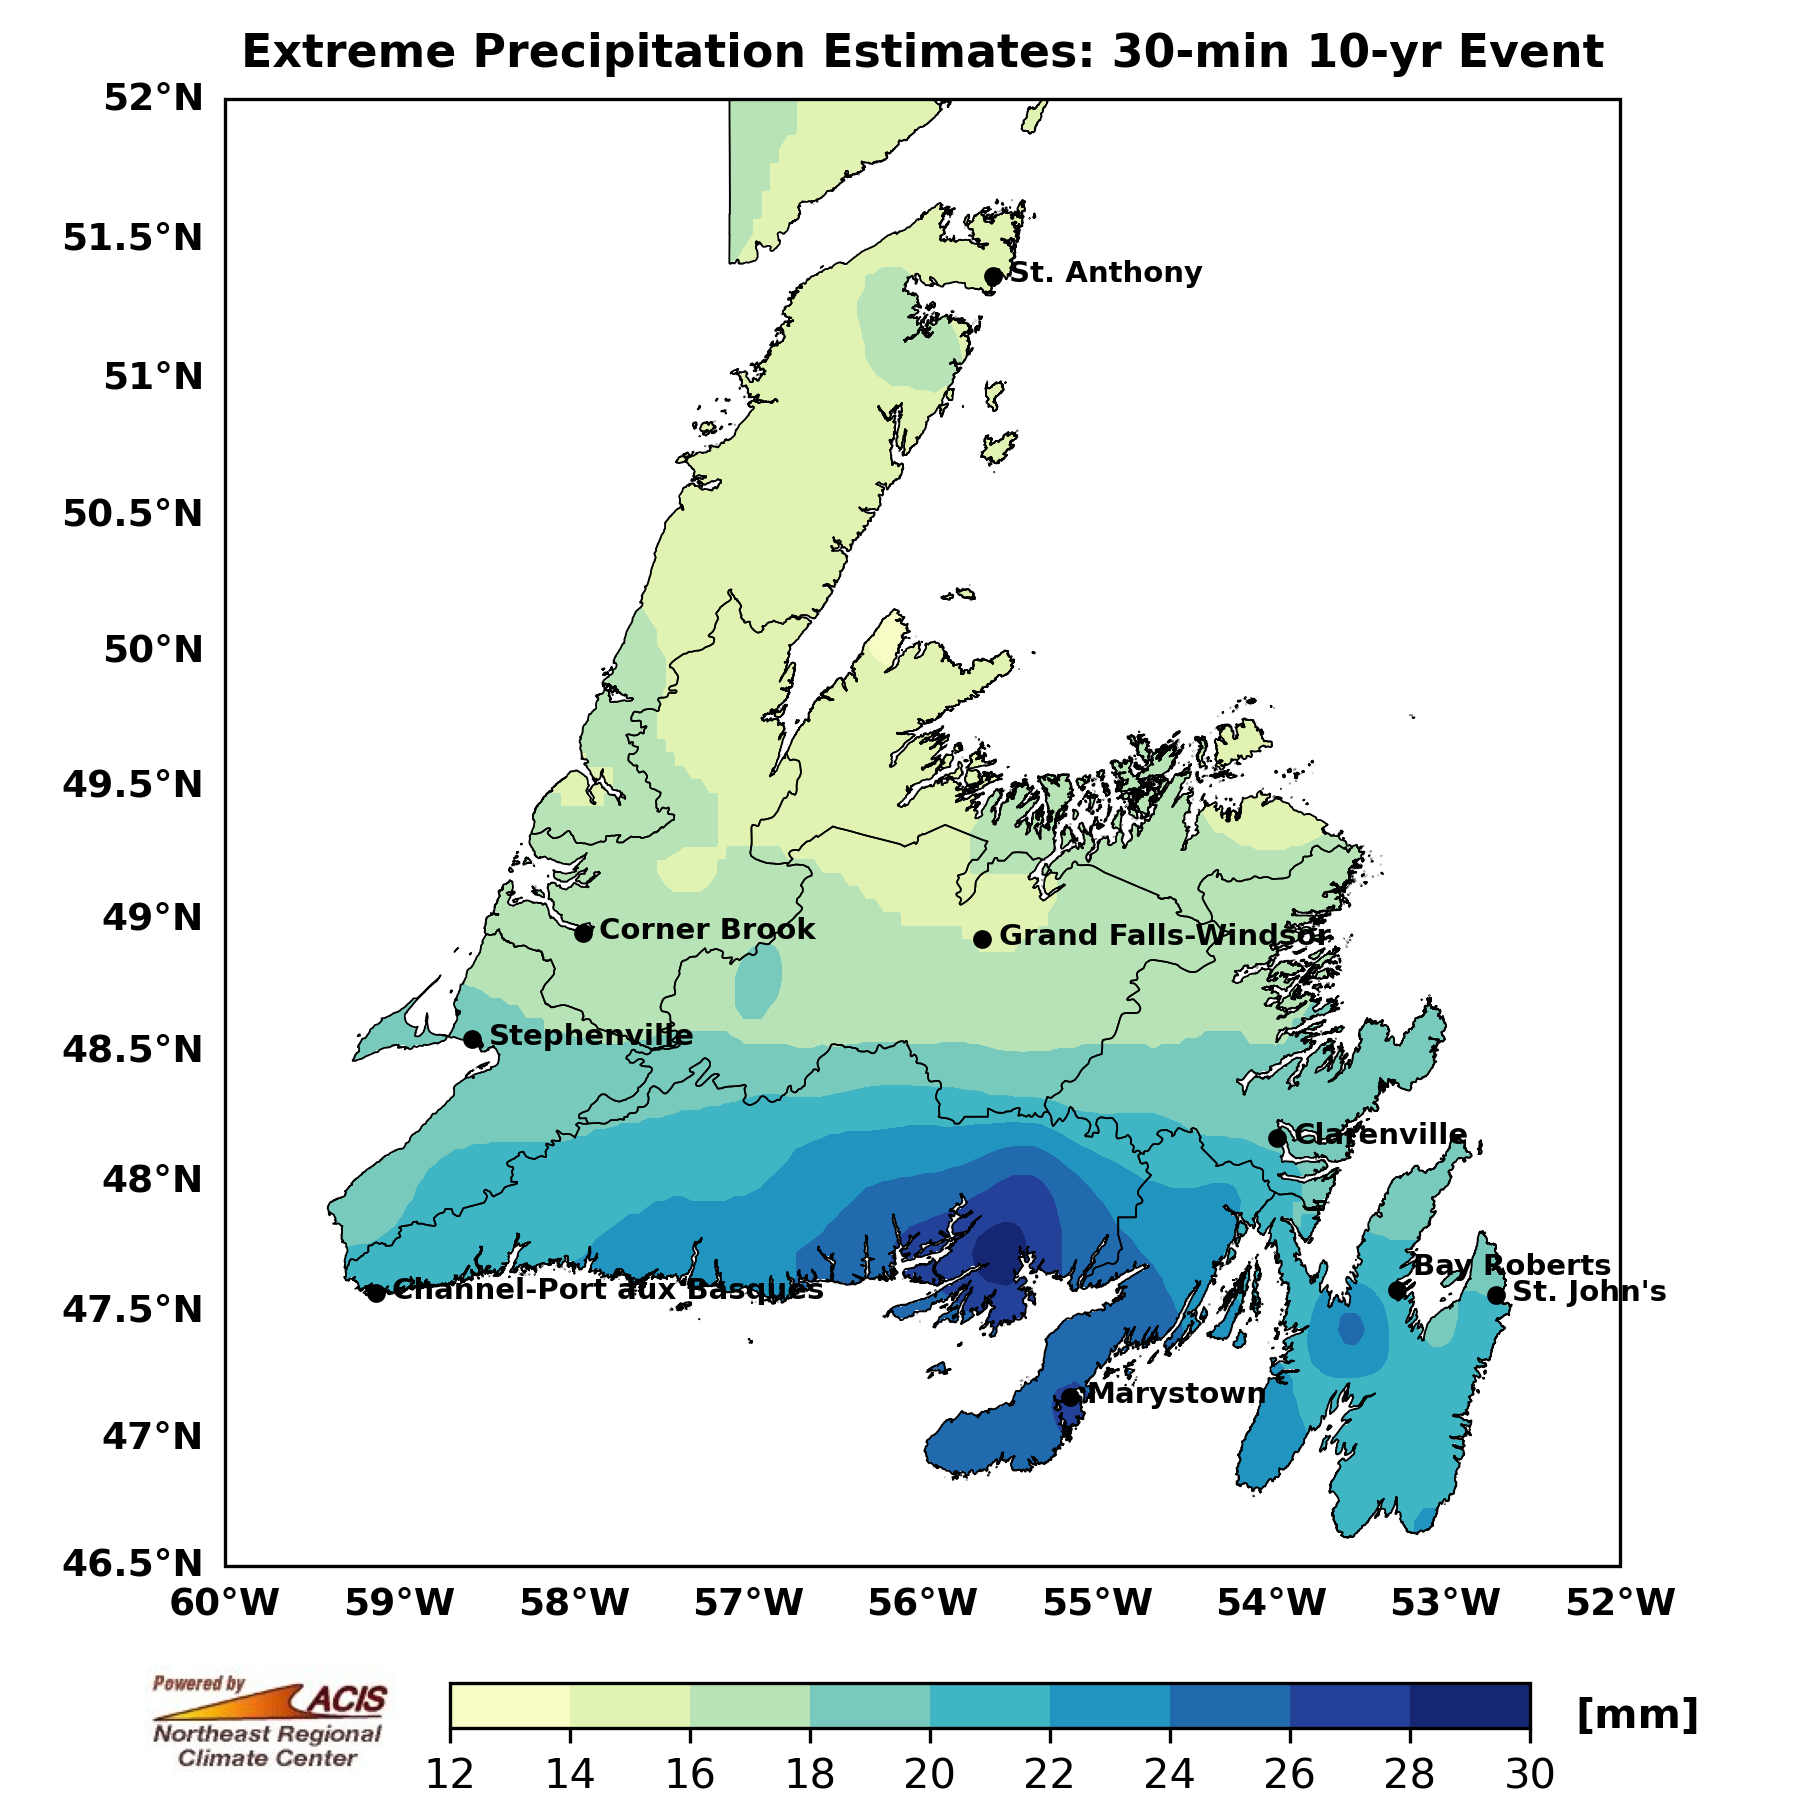 Extreme Precipitation Estimates: 30-min 10-yr Event
52°N
51.5°N
51°N
50.5°N
50°N
49.5°N
49°N
48.5°N
48°N
47.5°N
47°N
46.5°N
St. Anthony
Corner Brook
Grand Falls-Windsor
Stephenville
Clarenville
Bay Roberts
Channel-Port aux Basques
St. John's
Marystown
60°W 59°W 58°W 57°W 56°W 55°W 54°W 53°W 52°W
Powered by
ACIS
Northeast Regional
Climate Center
[mm]
12 14 16 18 20 22 24 26 28 30